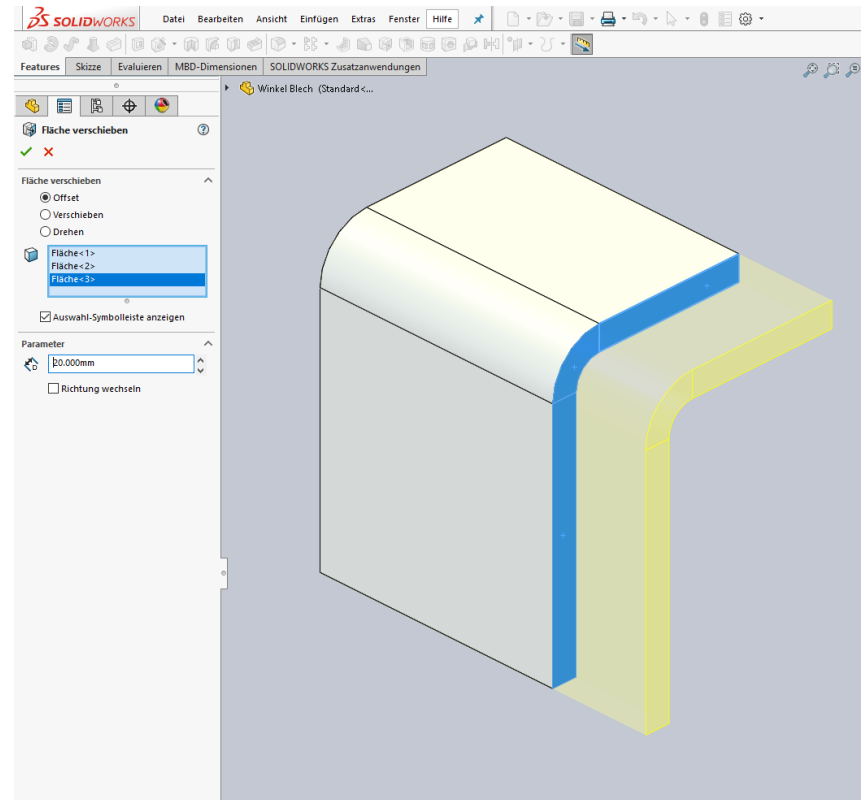 SOLIDWORKS Datei Bearbeiten Ansicht Einfügen Extras Fenster Hilfe
Features Skizze Evaluieren MBD-Dimensionen SOLIDWORKS Zusatzanwendungen
Winkel Blech (Standard<...
Fläche verschieben
Fläche verschieben
Offset
Verschieben
Drehen
Fläche<1>
Fläche<2>
Fläche<3>
Auswahl-Symbolleiste anzeigen
Parameter
20.000mm
Richtung wechseln